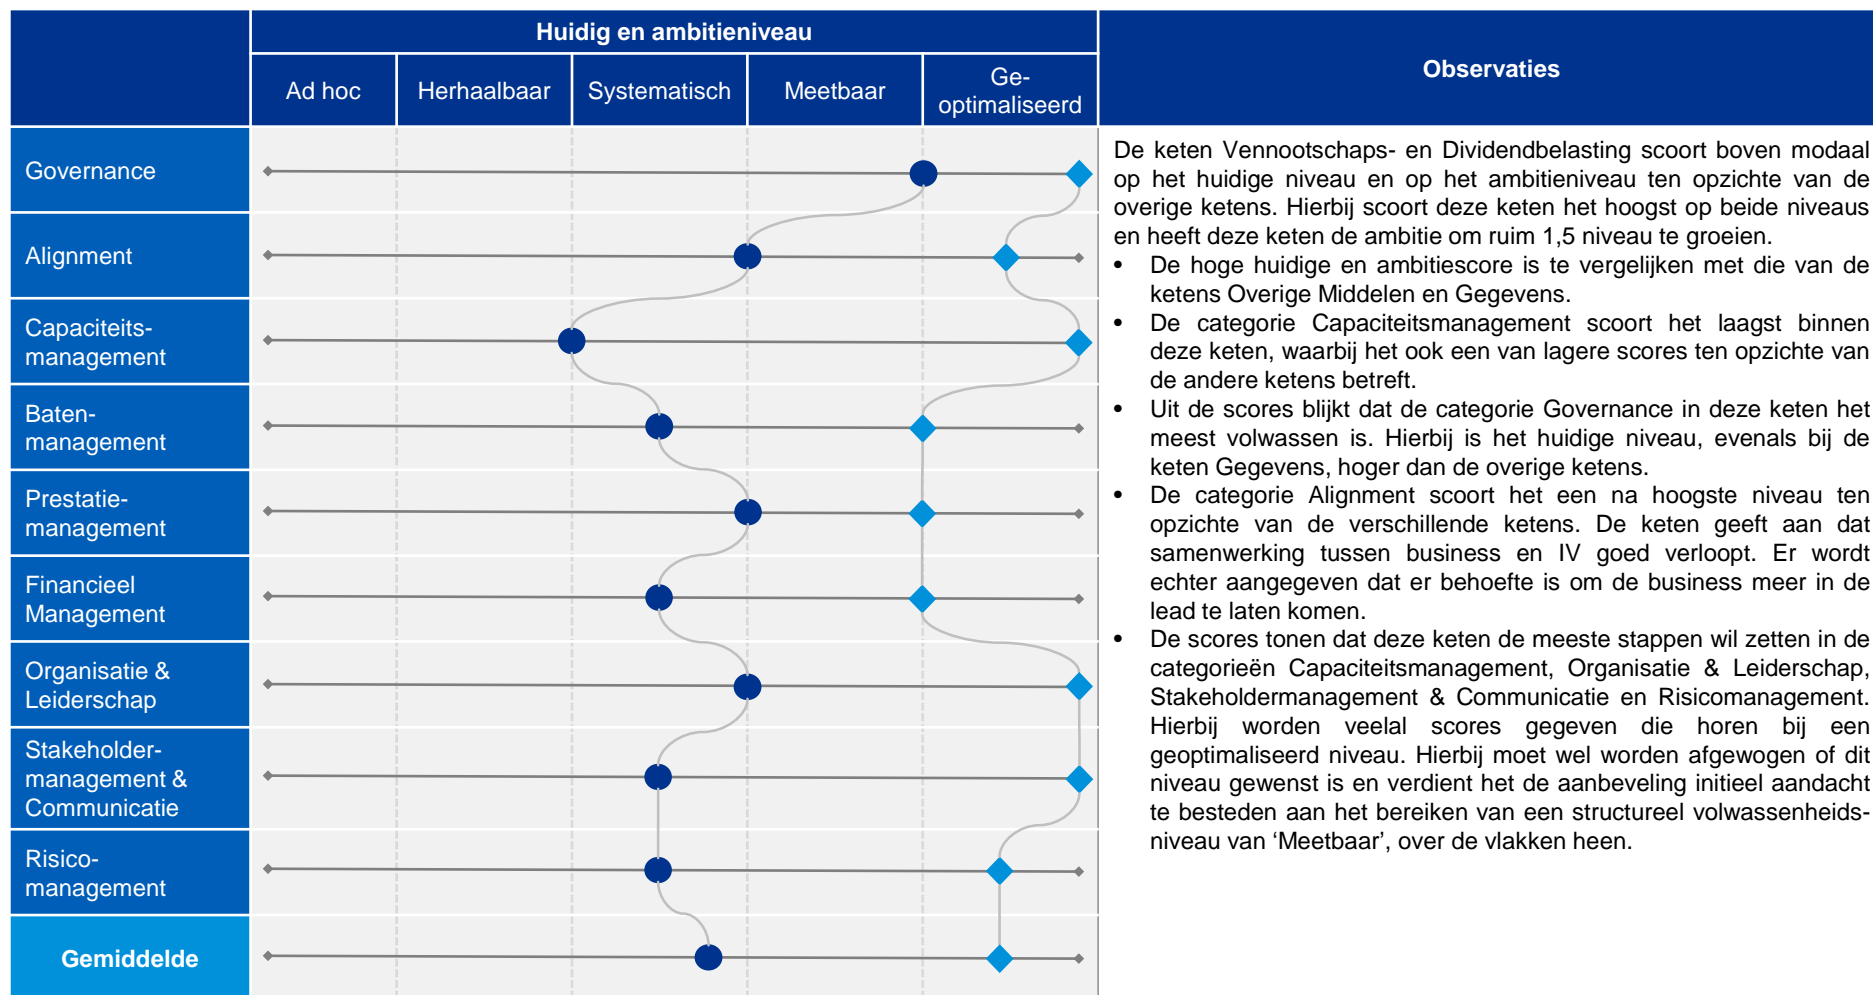 Huidig en ambitieniveau
Observaties
Ad hoc
Herhaalbaar
Systematisch
Meetbaar
Ge-
optimaliseerd
Governance
Alignment
Capaciteits-
management
Baten-
management
Prestatie-
management
Financieel
Management
Organisatie &
Leiderschap
Stakeholder-
management &
Communicatie
Risico-
management
Gemiddelde
De keten Vennootschaps- en Dividendbelasting scoort boven modaal
op het huidige niveau en op het ambitieniveau ten opzichte van de
overige ketens. Hierbij scoort deze keten het hoogst op beide niveaus
en heeft deze keten de ambitie om ruim 1,5 niveau te groeien.
• De hoge huidige en ambitiescore is te vergelijken met die van de
ketens Overige Middelen en Gegevens.
• De categorie Capaciteitsmanagement scoort het laagst binnen
deze keten, waarbij het ook een van lagere scores ten opzichte van
de andere ketens betreft.
• Uit de scores blijkt dat de categorie Governance in deze keten het
meest volwassen is. Hierbij is het huidige niveau, evenals bij de
keten Gegevens, hoger dan de overige ketens.
• De categorie Alignment scoort het een na hoogste niveau ten
opzichte van de verschillende ketens. De keten geeft aan dat
samenwerking tussen business en IV goed verloopt. Er wordt
echter aangegeven dat er behoefte is om de business meer in de
lead te laten komen.
• De scores tonen dat deze keten de meeste stappen wil zetten in de
categorieën Capaciteitsmanagement, Organisatie & Leiderschap,
Stakeholdermanagement & Communicatie en Risicomanagement.
Hierbij worden veelal scores gegeven die horen bij een
geoptimaliseerd niveau. Hierbij moet wel worden afgewogen of dit
niveau gewenst is en verdient het de aanbeveling initieel aandacht
te besteden aan het bereiken van een structureel volwassenheids-
niveau van ‘Meetbaar’, over de vlakken heen.